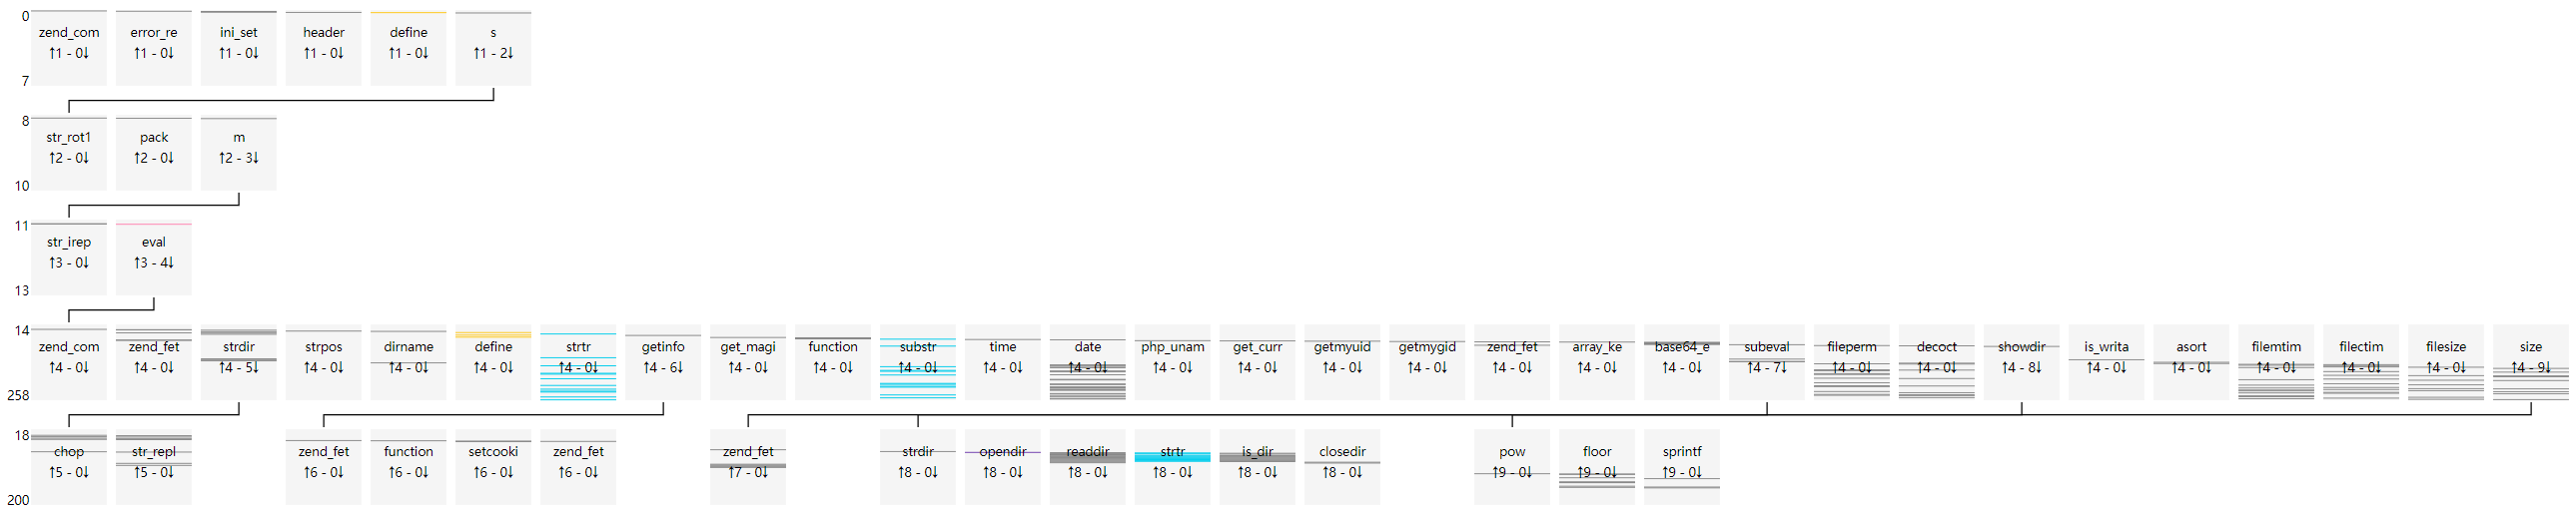 0
zend_com error_re ini_set header define s
↑1 - 0↓ ↑1 - 0↓ ↑1 - 0↓ ↑1 - 0↓ ↑1 - 0↓ ↑1 - 2↓
7
8
str_rot1 pack m
↑2 - 0↓ ↑2 - 0↓ ↑2 - 3↓
10
11
str_irep eval
↑3 - 0↓ ↑3 - 4↓
13
14
zend_com zend_fet strdir strpos dirname define strtr getinfo get_magi function substr time date php_unam get_curr getmyuid getmygid zend_fet array_ke base64_e subeval fileperm decoct showdir is_writa asort filemtim filectim filesize size
↑4 - 0↓ ↑4 - 0↓ ↑4 - 5↓ ↑4 - 0↓ ↑4 - 0↓ ↑4 - 0↓ ↑4 - 0↓ ↑4 - 6↓ ↑4 - 0↓ ↑4 - 0↓ ↑4 - 0↓ ↑4 - 0↓ ↑4 - 0↓ ↑4 - 0↓ ↑4 - 0↓ ↑4 - 0↓ ↑4 - 0↓ ↑4 - 0↓ ↑4 - 0↓ ↑4 - 0↓ ↑4 - 7↓ ↑4 - 0↓ ↑4 - 0↓ ↑4 - 8↓ ↑4 - 0↓ ↑4 - 0↓ ↑4 - 0↓ ↑4 - 0↓ ↑4 - 0↓ ↑4 - 9↓
258
18
chop str_repl zend_fet function setcooki zend_fet zend_fet strdir opendir readdir strtr is_dir closedir pow floor sprintf
↑5 - 0↓ ↑5 - 0↓ ↑6 - 0↓ ↑6 - 0↓ ↑6 - 0↓ ↑6 - 0↓ ↑7 - 0↓ ↑8 - 0↓ ↑8 - 0↓ ↑8 - 0↓ ↑8 - 0↓ ↑8 - 0↓ ↑8 - 0↓ ↑9 - 0↓ ↑9 - 0↓ ↑9 - 0↓
200